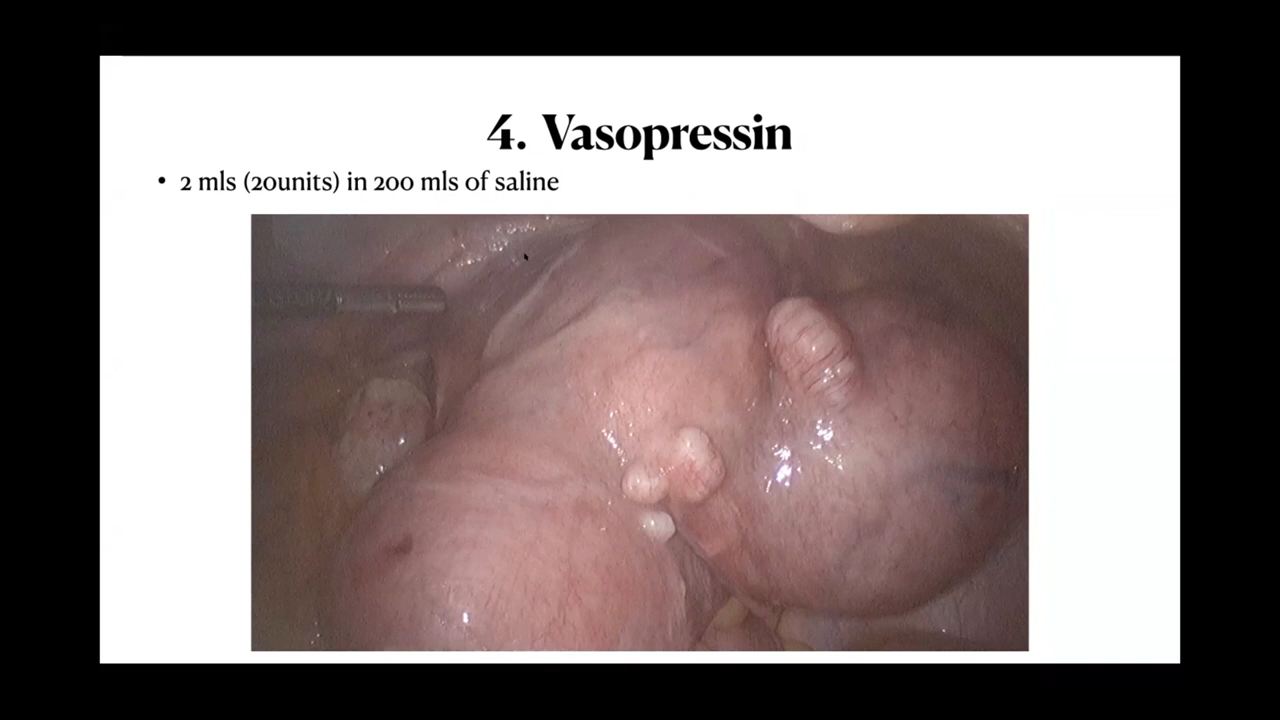 4. Vasopressin
• 2 mls (20units) in 200 mls of saline